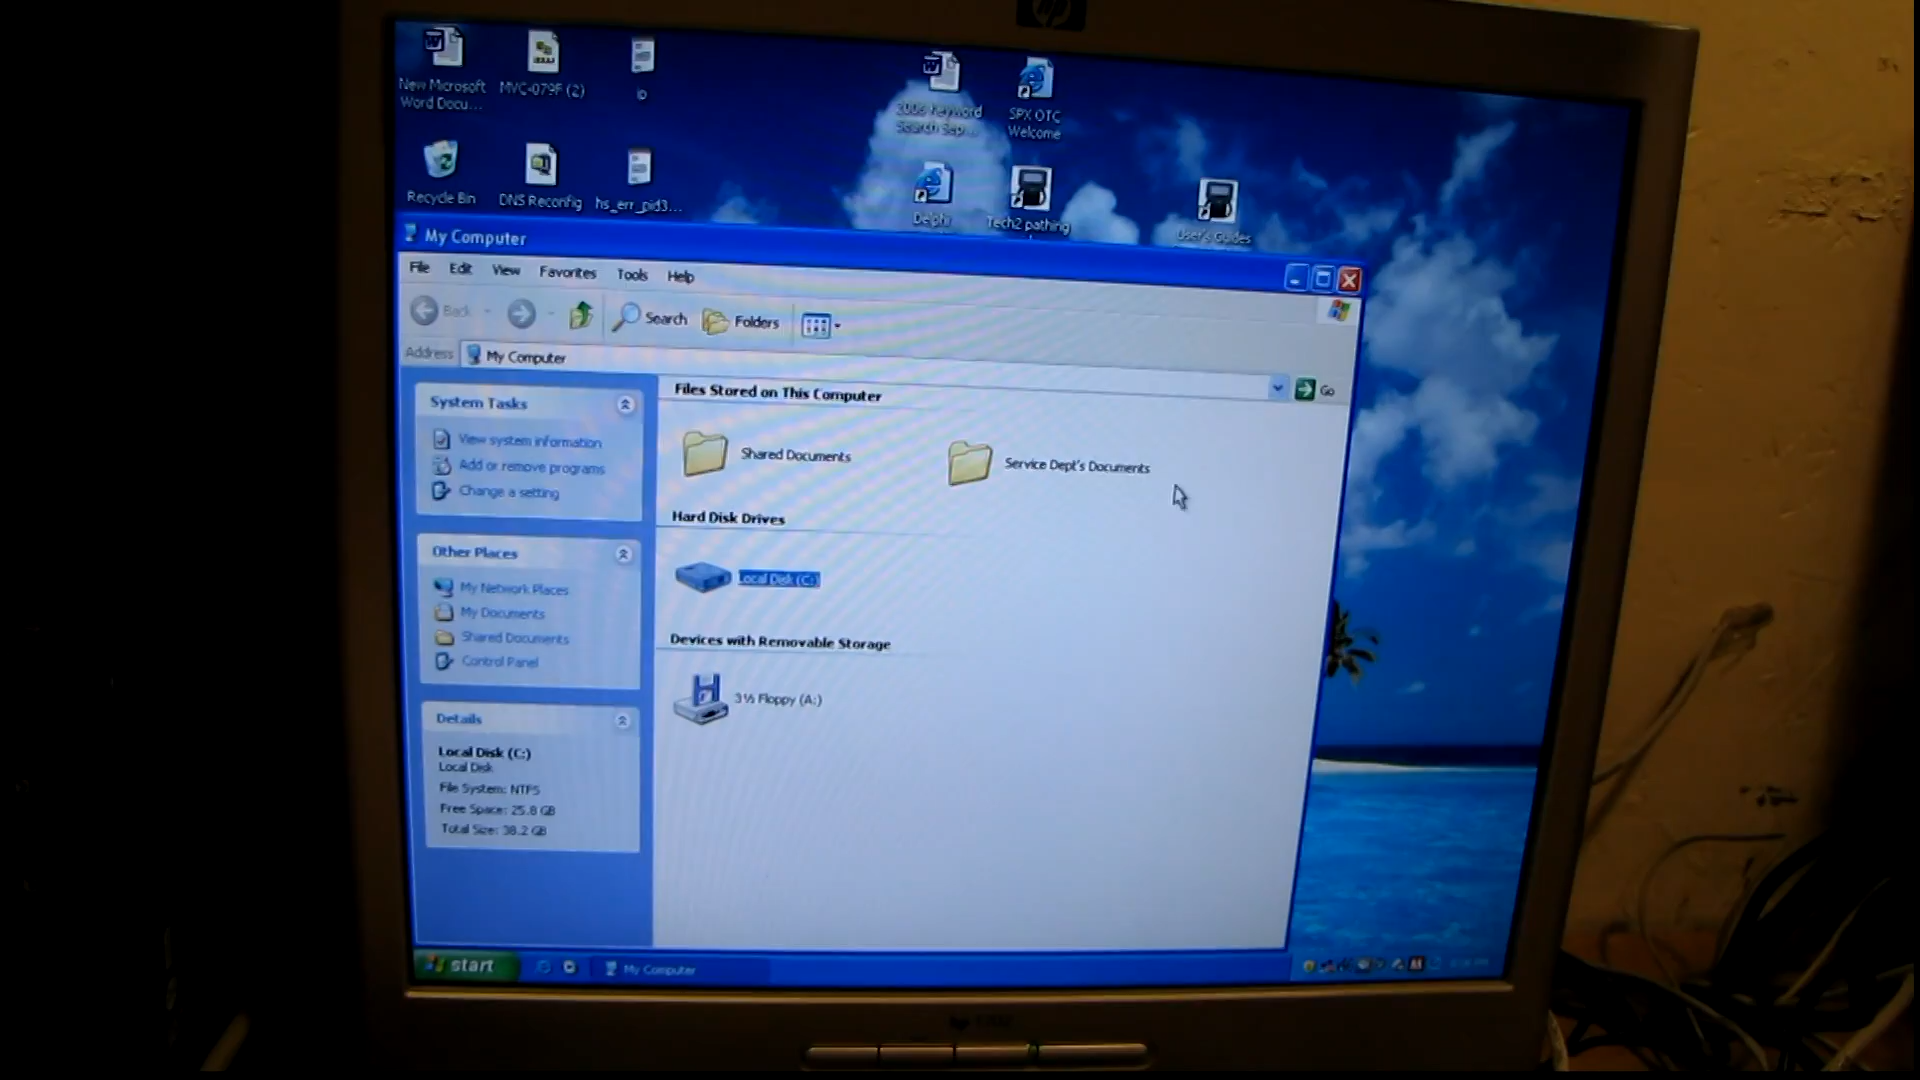 New Microsoft
Word Docu...
MVC-079F (2)
Recycle Bin
DNS Reconfig
hs_err_pid3...
2006 Keyword
Search Sep...
SPX OTC
Welcome
Delphi
Tech2 pathing
User's Guides
My Computer
File Edit View Favorites Tools Help
Back Search Folders
Address My Computer Go
System Tasks
View system information
Add or remove programs
Change a setting
Other Places
My Network Places
My Documents
Shared Documents
Control Panel
Details
Local Disk (C:)
Local Disk
File System: NTFS
Free Space: 25.8 GB
Total Size: 38.2 GB
Files Stored on This Computer
Shared Documents
Service Dept's Documents
Hard Disk Drives
Local Disk (C:)
Devices with Removable Storage
3½ Floppy (A:)
start
My Computer
hp